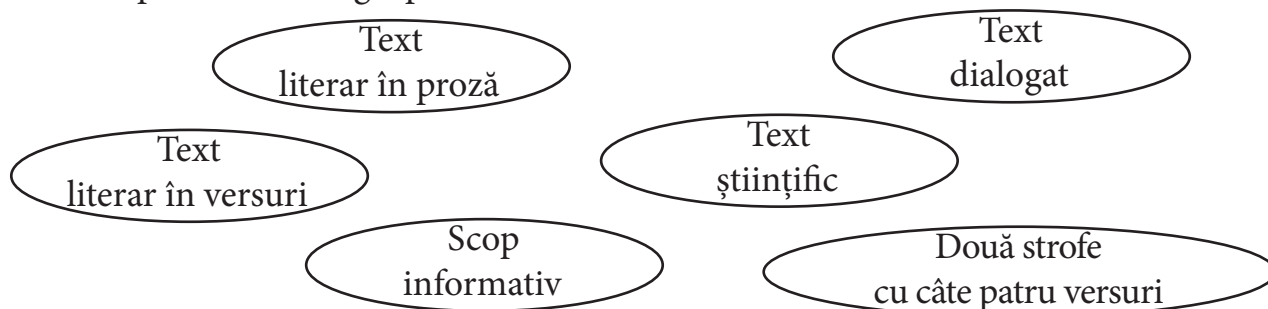 Text
literar în proză
Text
dialogat
Text
literar în versuri
Text
științific
Scop
informativ
Două strofe
cu câte patru versuri